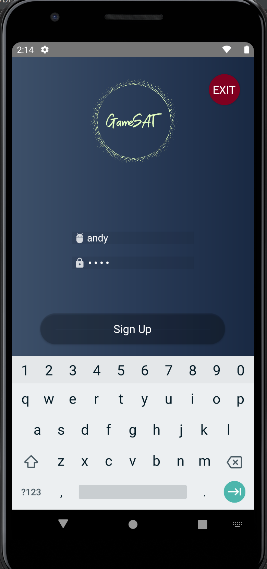 2:14
EXIT
GameSAT
andy
••••
Sign Up
1 2 3 4 5 6 7 8 9 0
q w e r t y u i o p
a s d f g h j k l
z x c v b n m
?123 , .